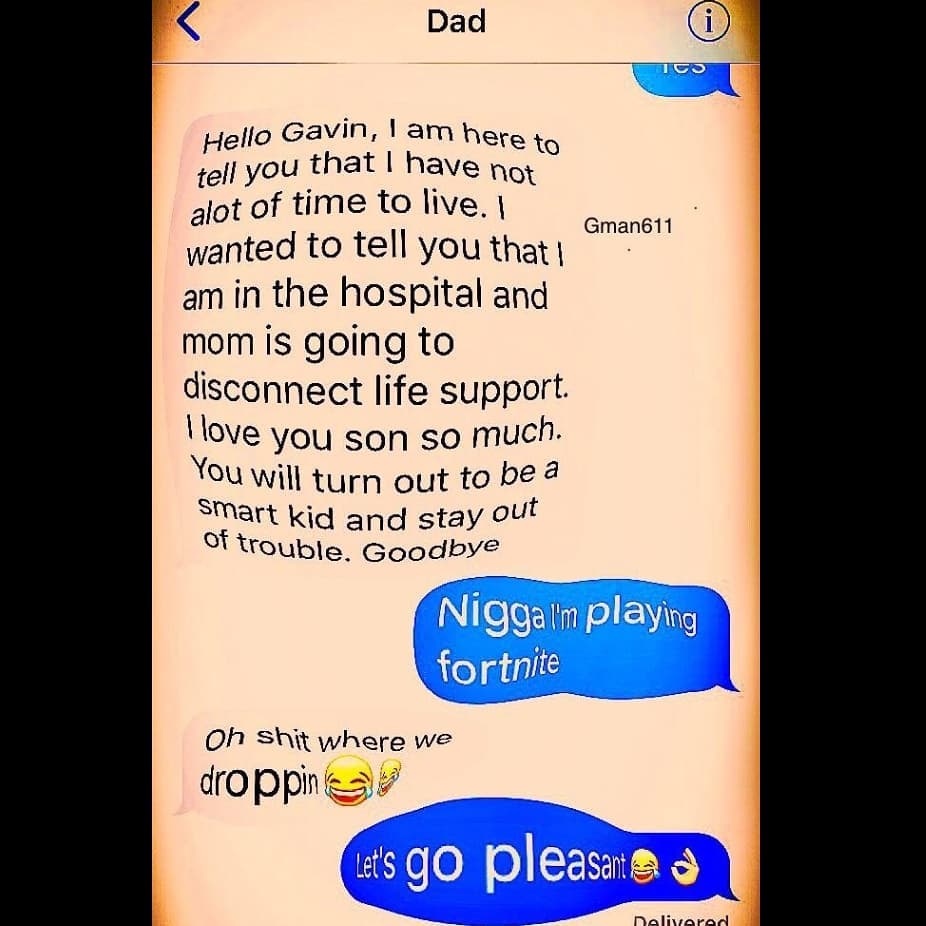 Dad
Yes
Hello Gavin, I am here to
tell you that I have not
alot of time to live. I
wanted to tell you that I
am in the hospital and
mom is going to
disconnect life support.
I love you son so much.
You will turn out to be a
smart kid and stay out
of trouble. Goodbye
Gman611
Nigga I'm playing
fortnite
Oh shit where we
droppin😂🤣
Let's go pleasant😂👌
Delivered